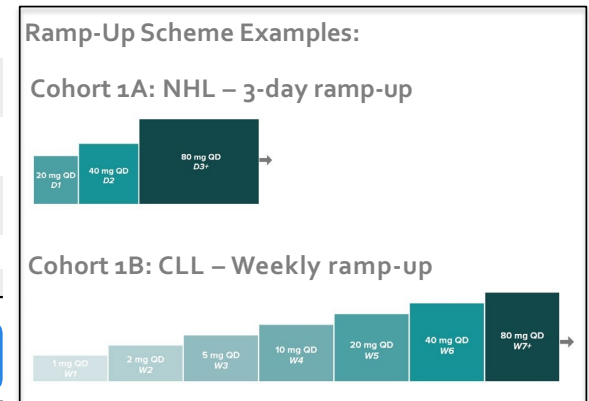 Ramp-Up Scheme Examples:
Cohort 1A: NHL – 3-day ramp-up
20 mg QD
D1
40 mg QD
D2
80 mg QD
D3+
Cohort 1B: CLL – Weekly ramp-up
1 mg QD
W1
2 mg QD
W2
5 mg QD
W3
10 mg QD
W4
20 mg QD
W5
40 mg QD
W6
80 mg QD
W7+